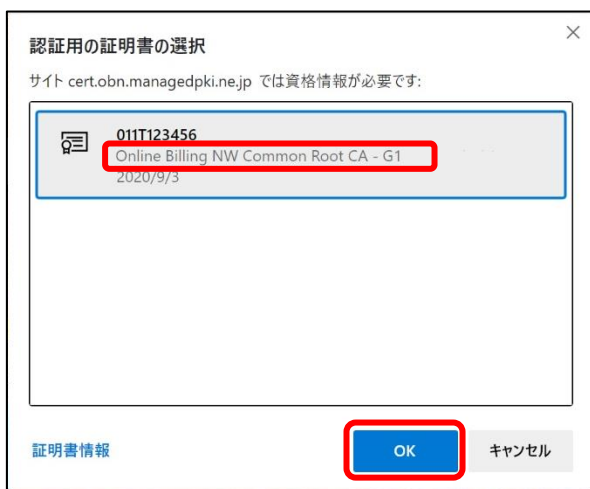 認証用の証明書の選択
サイト cert.obn.managedpki.ne.jp では資格情報が必要です:
011T123456
Online Billing NW Common Root CA - G1
2020/9/3
証明書情報
OK
キャンセル